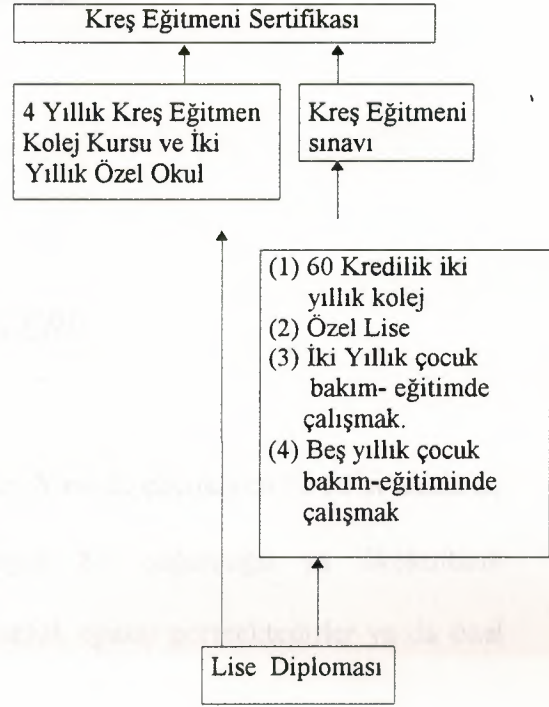 Kreş Eğitmeni Sertifikası
4 Yıllık Kreş Eğitmen
Kolej Kursu ve İki
Yıllık Özel Okul
Kreş Eğitmeni
sınavı
(1) 60 Kredilik iki
yıllık kolej
(2) Özel Lise
(3) İki Yıllık çocuk
bakım- eğitimde
çalışmak.
(4) Beş yıllık çocuk
bakım-eğitiminde
çalışmak
Lise Diploması